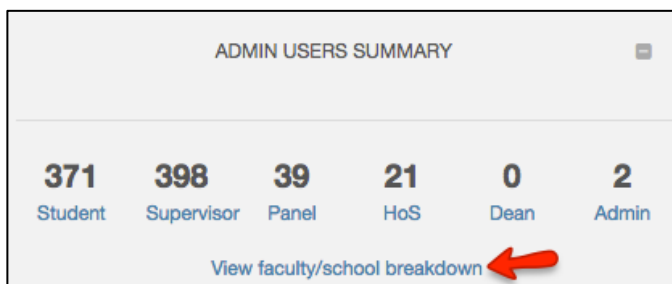 ADMIN USERS SUMMARY
371 398 39 21 0 2
Student Supervisor Panel HoS Dean Admin
View faculty/school breakdown